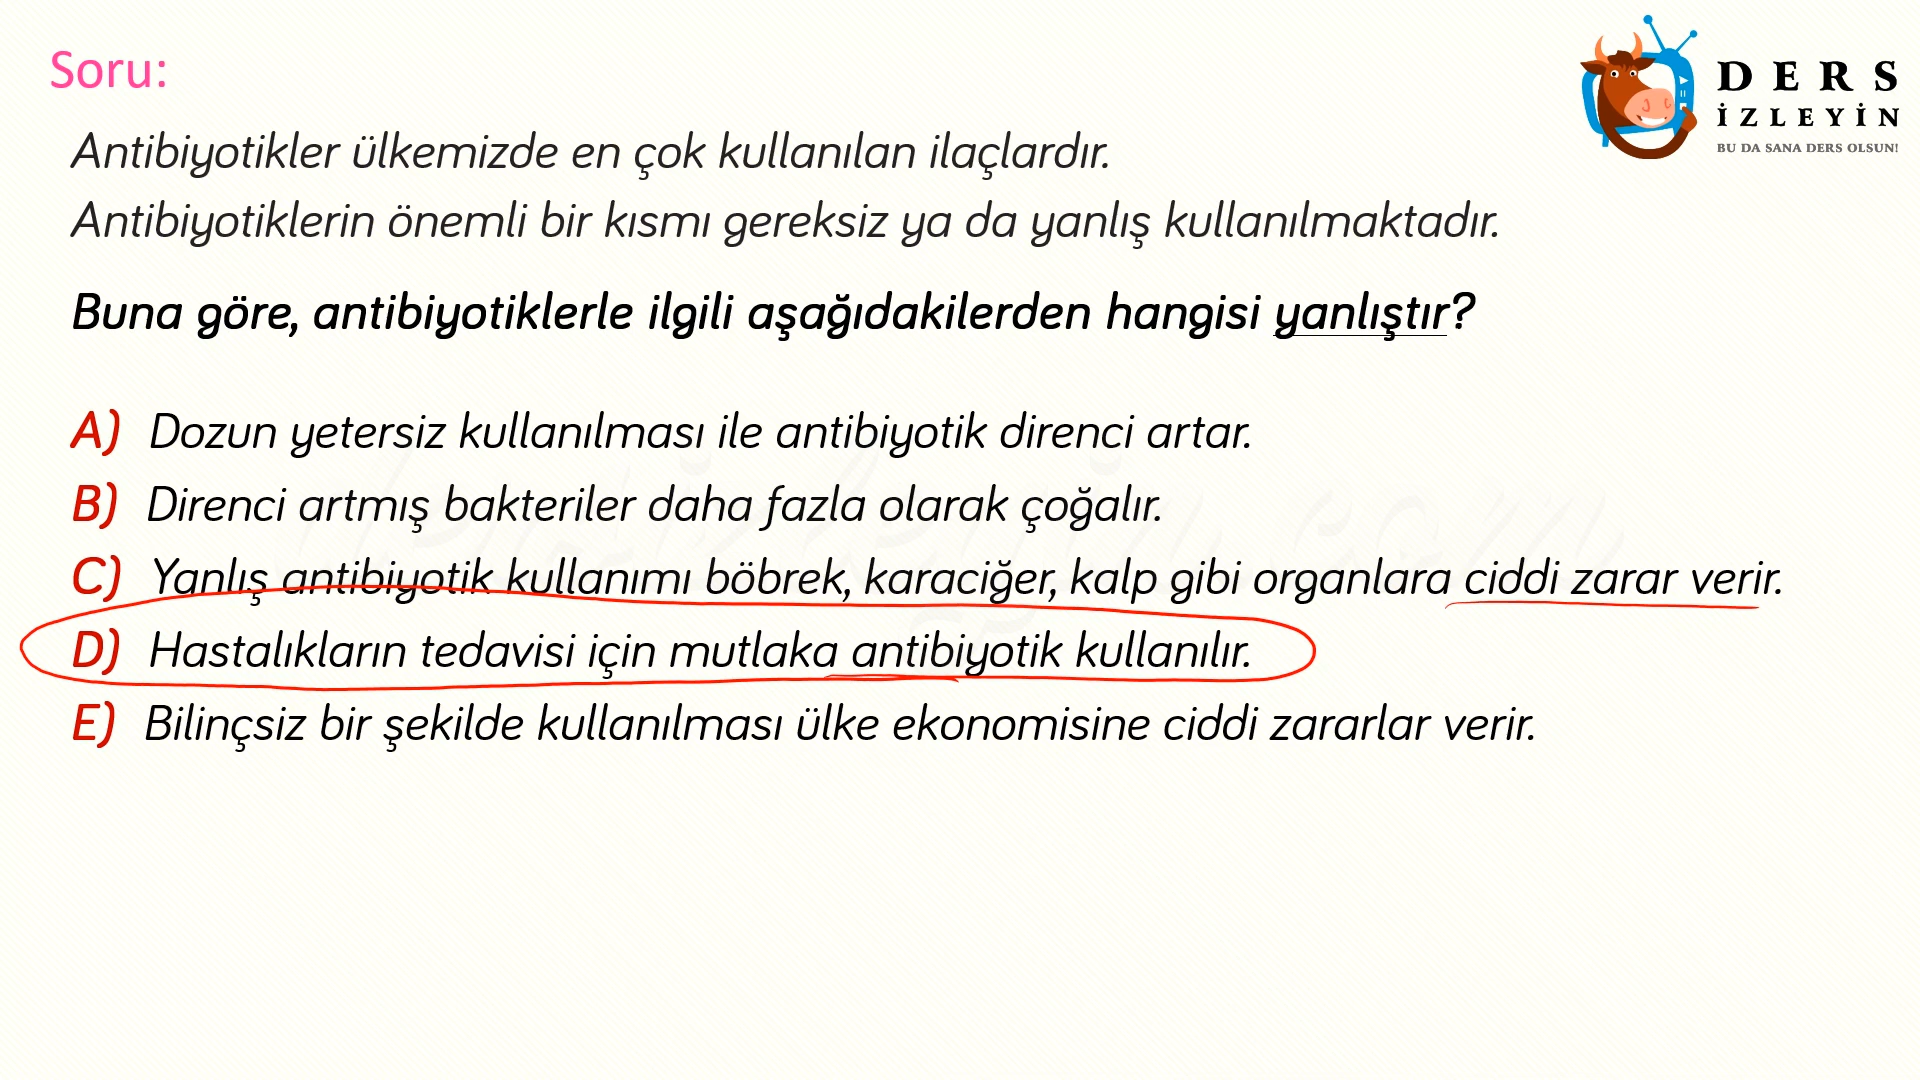 Soru:
DERS
İZLEYİN
BU DA SANA DERS OLSUN!
Antibiyotikler ülkemizde en çok kullanılan ilaçlardır.
Antibiyotiklerin önemli bir kısmı gereksiz ya da yanlış kullanılmaktadır.
Buna göre, antibiyotiklerle ilgili aşağıdakilerden hangisi yanlıştır?
A) Dozun yetersiz kullanılması ile antibiyotik direnci artar.
B) Direnci artmış bakteriler daha fazla olarak çoğalır.
C) Yanlış antibiyotik kullanımı böbrek, karaciğer, kalp gibi organlara ciddi zarar verir.
D) Hastalıkların tedavisi için mutlaka antibiyotik kullanılır.
E) Bilinçsiz bir şekilde kullanılması ülke ekonomisine ciddi zararlar verir.